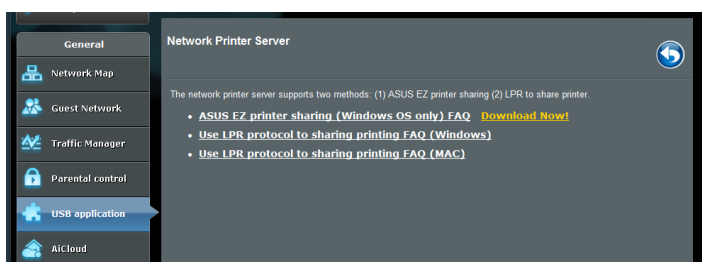 General
Network Map
Guest Network
Traffic Manager
Parental control
USB application
AiCloud
Network Printer Server
The network printer server supports two methods: (1) ASUS EZ printer sharing (2) LPR to share printer.
ASUS EZ printer sharing (Windows OS only) FAQ Download Now!
Use LPR protocol to sharing printing FAQ (Windows)
Use LPR protocol to sharing printing FAQ (MAC)